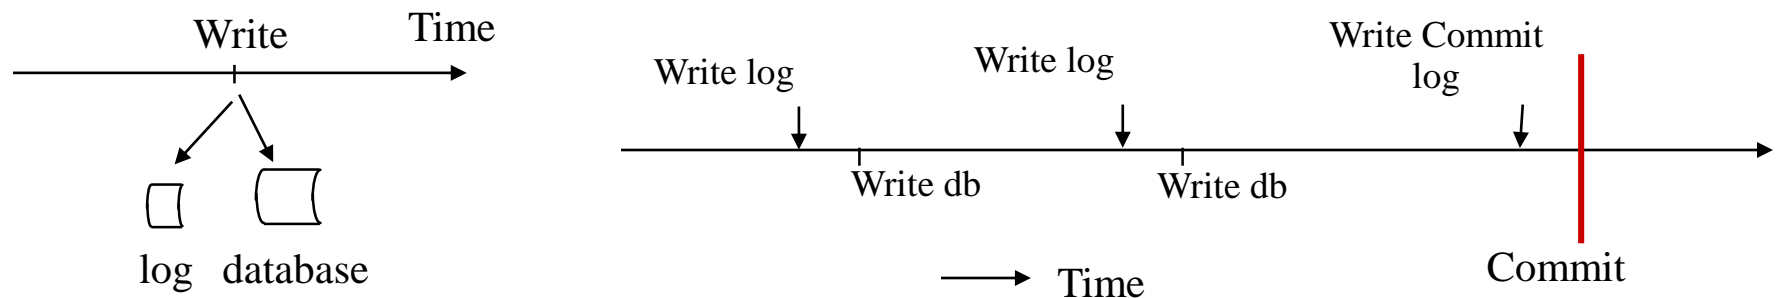 Write
Time
log
database
Write log
Write log
Write Commit
log
Write db
Write db
Time
Commit